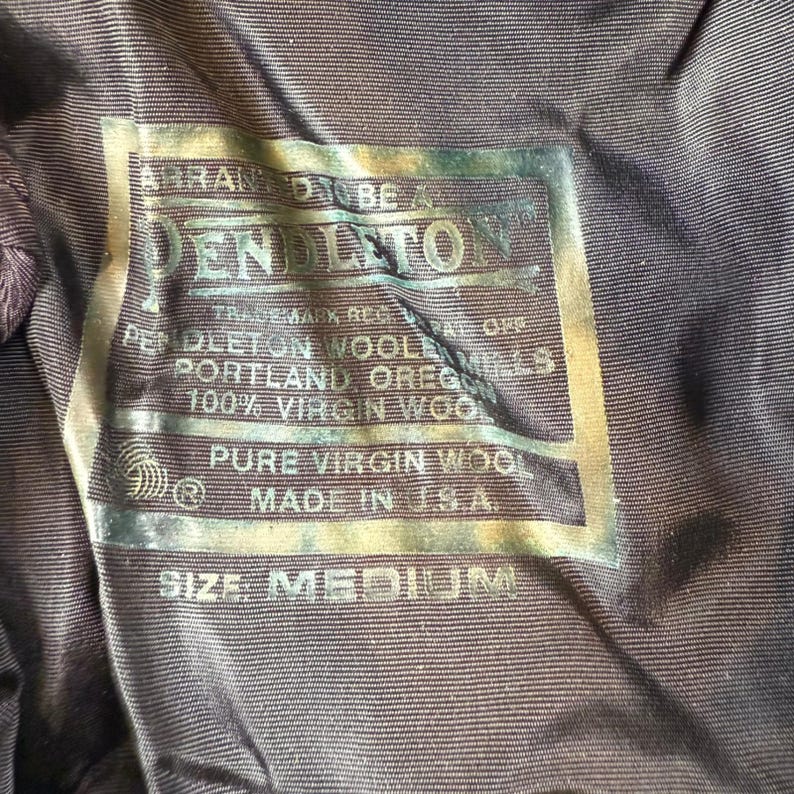 WARRANTED TO BE A
PENDLETON®
TRADEMARK REG. U.S. PAT. OFF.
PENDLETON WOOLEN MILLS
PORTLAND, OREGON
100% VIRGIN WOOL
PURE VIRGIN WOOL
® MADE IN U.S.A.
SIZE: MEDIUM